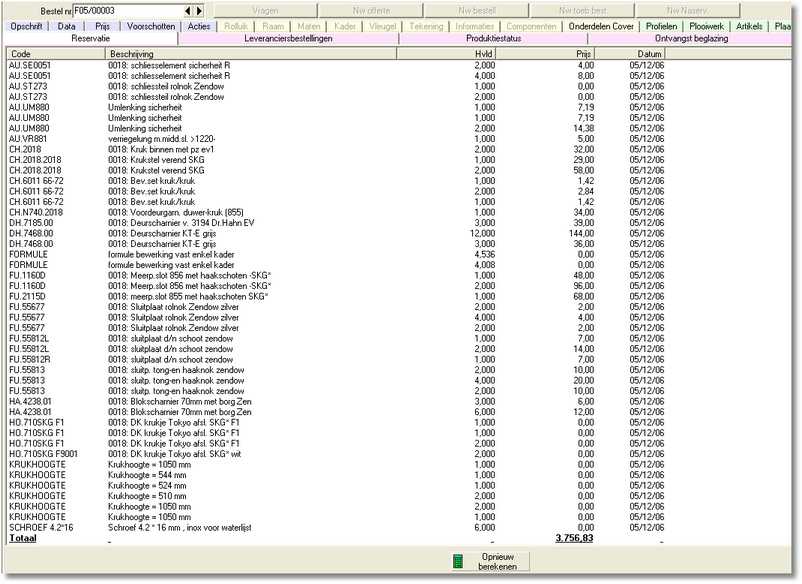 Bestel nr F05/00003 Vragen Nw offerte Nw bestell Nw toeb best. Nw Naserv.
Opschrift Data Prijs Voorschotten Acties Rolluik Raam Maten Kader Vleugel Tekening Informaties Componenten Onderdelen Cover Profielen Plooiwerk Artikels Plaa
Reservatie Leveranciersbestellingen Produktiestatus Ontvangst beglazing
Code Beschrijving Hvld Prijs Datum
AU.SE0051 0018: schliesselement sicherheit R 2,000 4,00 05/12/06
AU.SE0051 0018: schliesselement sicherheit R 4,000 8,00 05/12/06
AU.ST273 0018: schliessteil rolnok Zendow 1,000 0,00 05/12/06
AU.ST273 0018: schliessteil rolnok Zendow 2,000 0,00 05/12/06
AU.UM880 Umlenking sicherheit 1,000 7,19 05/12/06
AU.UM880 Umlenking sicherheit 1,000 7,19 05/12/06
AU.UM880 Umlenking sicherheit 2,000 14,38 05/12/06
AU.VR881 verriegelung m.midd.sl. >1220- 1,000 5,00 05/12/06
CH.2018 0018: Kruk binnen met pz ev1 2,000 32,00 05/12/06
CH.2018.2018 0018: Krukstel verend SKG 1,000 29,00 05/12/06
CH.2018.2018 0018: Krukstel verend SKG 2,000 58,00 05/12/06
CH.6011 66-72 0018: Bev.set kruk/kruk 1,000 1,42 05/12/06
CH.6011 66-72 0018: Bev.set kruk/kruk 2,000 2,84 05/12/06
CH.6011 66-72 0018: Bev.set kruk/kruk 1,000 1,42 05/12/06
CH.N740.2018 0018: Voordeurgarn. duwer-kruk (855) 1,000 34,00 05/12/06
DH.7185.00 0018: Deurscharnier v. 3194 Dr.Hahn EV 3,000 39,00 05/12/06
DH.7468.00 0018: Deurscharnier KT-E grijs 12,000 144,00 05/12/06
DH.7468.00 0018: Deurscharnier KT-E grijs 3,000 36,00 05/12/06
FORMULE formule bewerking vast enkel kader 4,536 0,00 05/12/06
FORMULE formule bewerking vast enkel kader 4,008 0,00 05/12/06
FU.1160D 0018: Meerp.slot 856 met haakschoten -SKG* 1,000 48,00 05/12/06
FU.1160D 0018: Meerp.slot 856 met haakschoten -SKG* 2,000 96,00 05/12/06
FU.2115D 0018: meerp.slot 855 met haakschoten SKG* 1,000 68,00 05/12/06
FU.55677 0018: Sluitplaat rolnok Zendow zilver 2,000 2,00 05/12/06
FU.55677 0018: Sluitplaat rolnok Zendow zilver 4,000 4,00 05/12/06
FU.55677 0018: Sluitplaat rolnok Zendow zilver 2,000 2,00 05/12/06
FU.55812L 0018: sluitplaat d/n schoot zendow 1,000 7,00 05/12/06
FU.55812L 0018: sluitplaat d/n schoot zendow 2,000 14,00 05/12/06
FU.55812R 0018: sluitplaat d/n schoot zendow 1,000 7,00 05/12/06
FU.55813 0018: sluitp. tong-en haaknok zendow 2,000 10,00 05/12/06
FU.55813 0018: sluitp. tong-en haaknok zendow 4,000 20,00 05/12/06
FU.55813 0018: sluitp. tong-en haaknok zendow 2,000 10,00 05/12/06
HA.4238.01 0018: Blokscharnier 70mm met borg Zen 3,000 6,00 05/12/06
HA.4238.01 0018: Blokscharnier 70mm met borg Zen 6,000 12,00 05/12/06
HO.710SKG F1 0018: DK krukje Tokyo afsl. SKG* F1 1,000 0,00 05/12/06
HO.710SKG F1 0018: DK krukje Tokyo afsl. SKG* F1 1,000 0,00 05/12/06
HO.710SKG F1 0018: DK krukje Tokyo afsl. SKG* F1 2,000 0,00 05/12/06
HO.710SKG F9001 0018: DK krukje Tokyo afsl. SKG* wit 2,000 0,00 05/12/06
KRUKHOOGTE Krukhoogte = 1050 mm 1,000 0,00 05/12/06
KRUKHOOGTE Krukhoogte = 544 mm 1,000 0,00 05/12/06
KRUKHOOGTE Krukhoogte = 524 mm 1,000 0,00 05/12/06
KRUKHOOGTE Krukhoogte = 510 mm 2,000 0,00 05/12/06
KRUKHOOGTE Krukhoogte = 1050 mm 2,000 0,00 05/12/06
KRUKHOOGTE Krukhoogte = 1050 mm 1,000 0,00 05/12/06
SCHROEF 4.2*16 Schroef 4.2 * 16 mm , inox voor waterlijst 6,000 0,00 05/12/06
Totaal - - 3.756,83 -
Opnieuw
berekenen